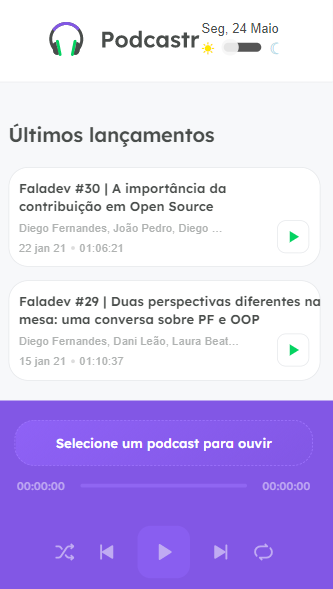 Podcastr
Seg, 24 Maio
Últimos lançamentos
Faladev #30 | A importância da
contribuição em Open Source
Diego Fernandes, João Pedro, Diego ...
22 jan 21 • 01:06:21
Faladev #29 | Duas perspectivas diferentes na
mesa: uma conversa sobre PF e OOP
Diego Fernandes, Dani Leão, Laura Beat...
15 jan 21 • 01:10:37
Selecione um podcast para ouvir
00:00:00
00:00:00